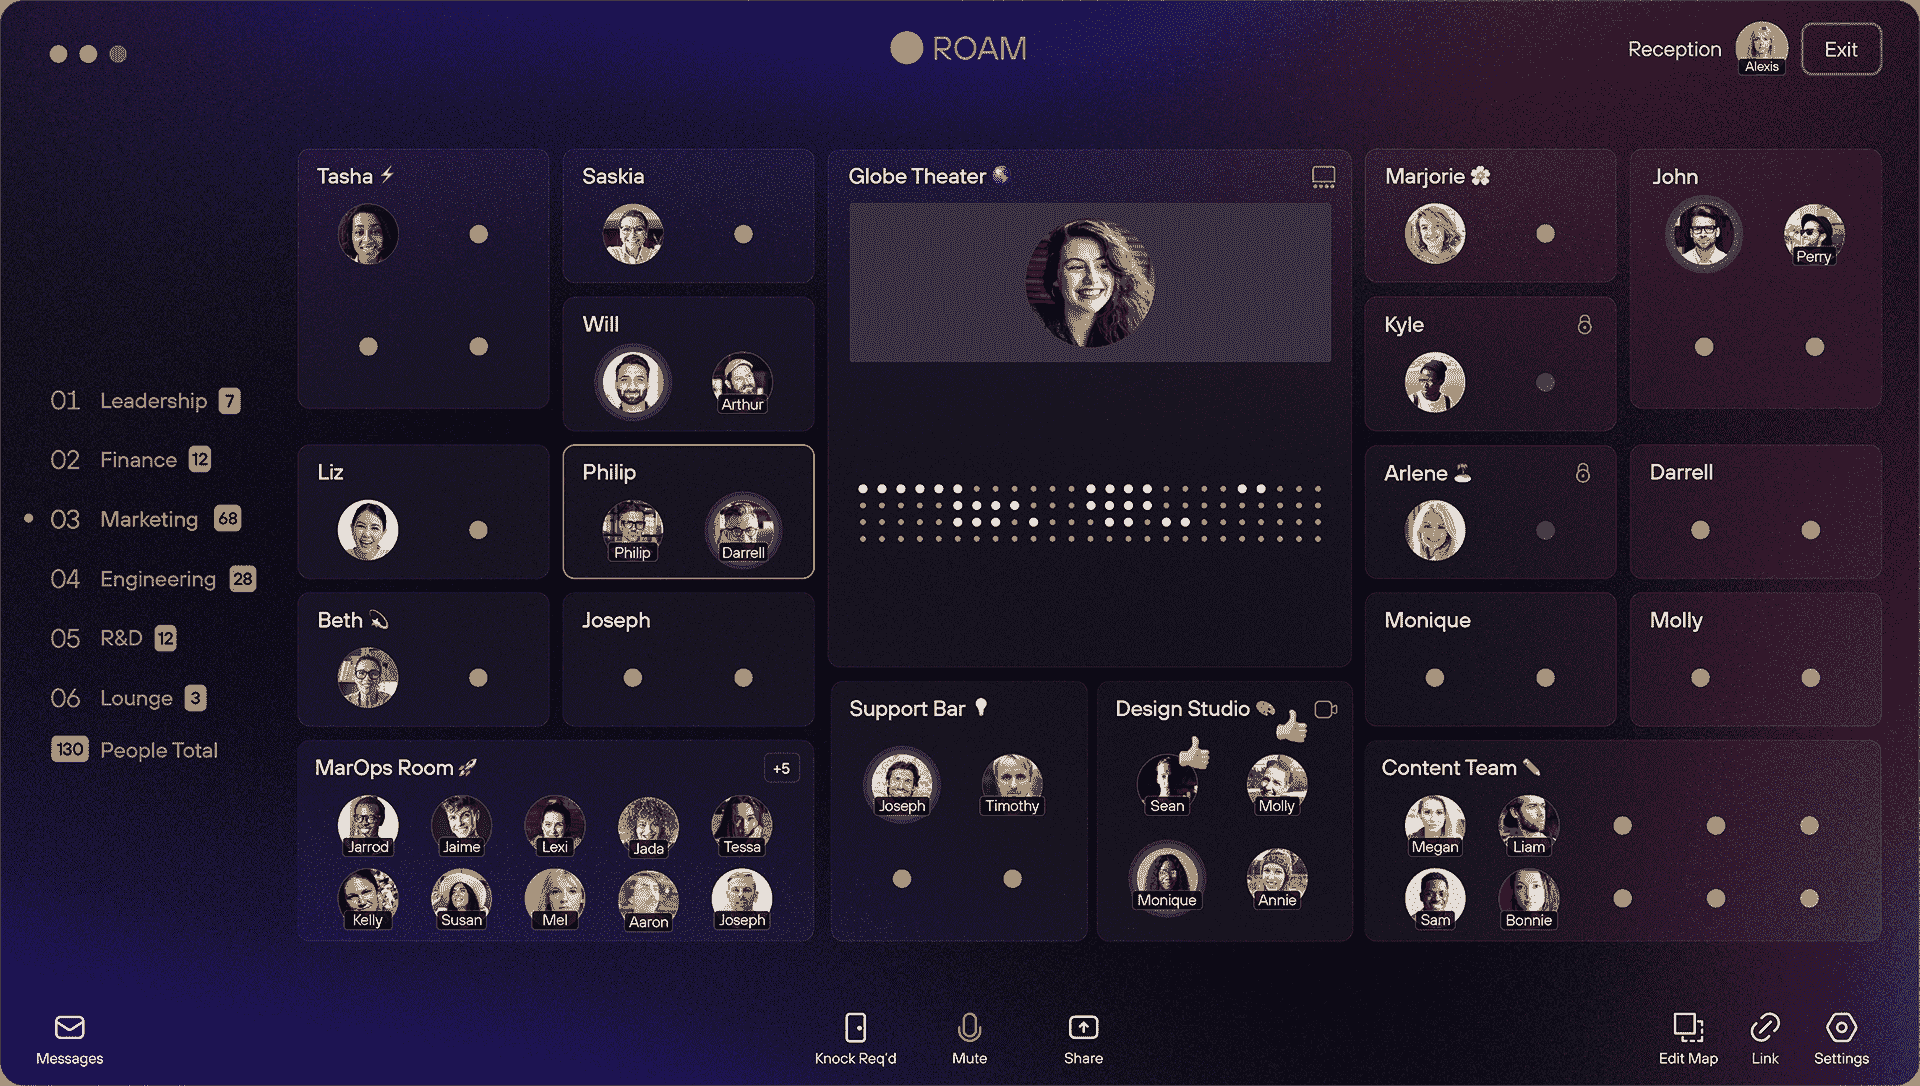 ROAM
Reception
Alexis
Exit
01 Leadership 7
02 Finance 12
03 Marketing 68
04 Engineering 28
05 R&D 12
06 Lounge 3
130 People Total
Tasha
Saskia
Will
Arthur
Liz
Philip
Philip
Darrell
Beth
Joseph
MarOps Room
+5
Jarrod
Jaime
Lexi
Jada
Tessa
Kelly
Susan
Mel
Aaron
Joseph
Globe Theater
Support Bar
Joseph
Timothy
Design Studio
Sean
Molly
Monique
Annie
Marjorie
John
Perry
Kyle
Arlene
Darrell
Monique
Molly
Content Team
Megan
Liam
Sam
Bonnie
Messages
Knock Req'd
Mute
Share
Edit Map
Link
Settings